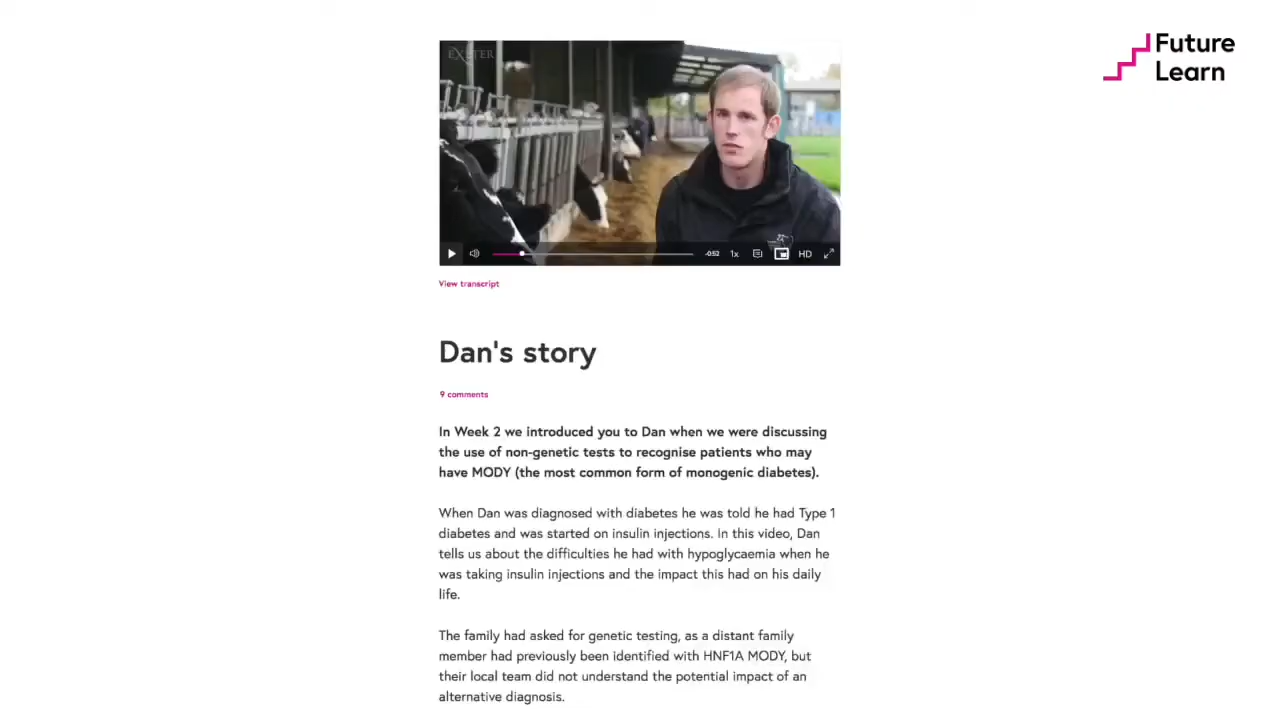 EXETER
Future
Learn
-0:52 1x HD
View transcript
Dan's story
9 comments
In Week 2 we introduced you to Dan when we were discussing
the use of non-genetic tests to recognise patients who may
have MODY (the most common form of monogenic diabetes).
When Dan was diagnosed with diabetes he was told he had Type 1
diabetes and was started on insulin injections. In this video, Dan
tells us about the difficulties he had with hypoglycaemia when he
was taking insulin injections and the impact this had on his daily
life.
The family had asked for genetic testing, as a distant family
member had previously been identified with HNF1A MODY, but
their local team did not understand the potential impact of an
alternative diagnosis.